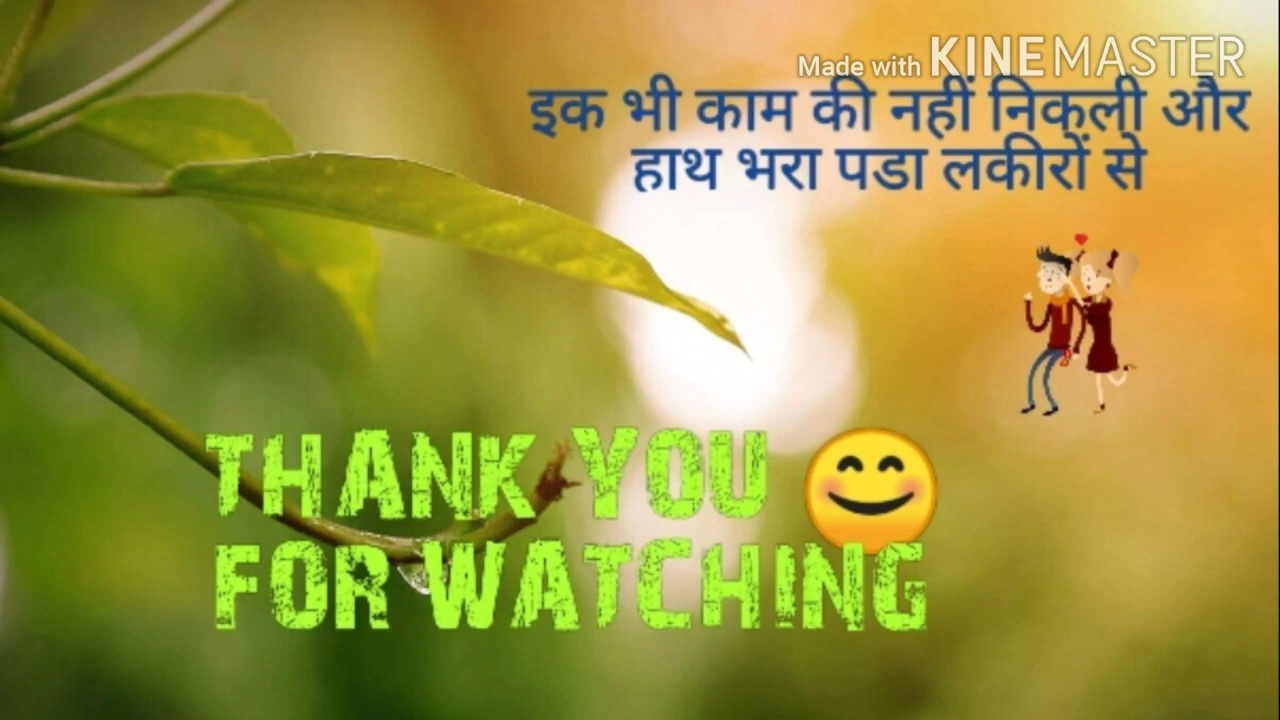 Made with KINEMASTER
इक भी काम की नहीं निकली और
हाथ भरा पडा लकीरों से
THANK YOU 😊
FOR WATCHING